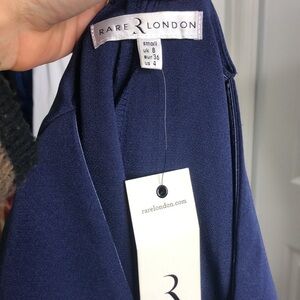 RARE R LONDON
small
UK 8
eur 36
US 4
rarelondon.com
R